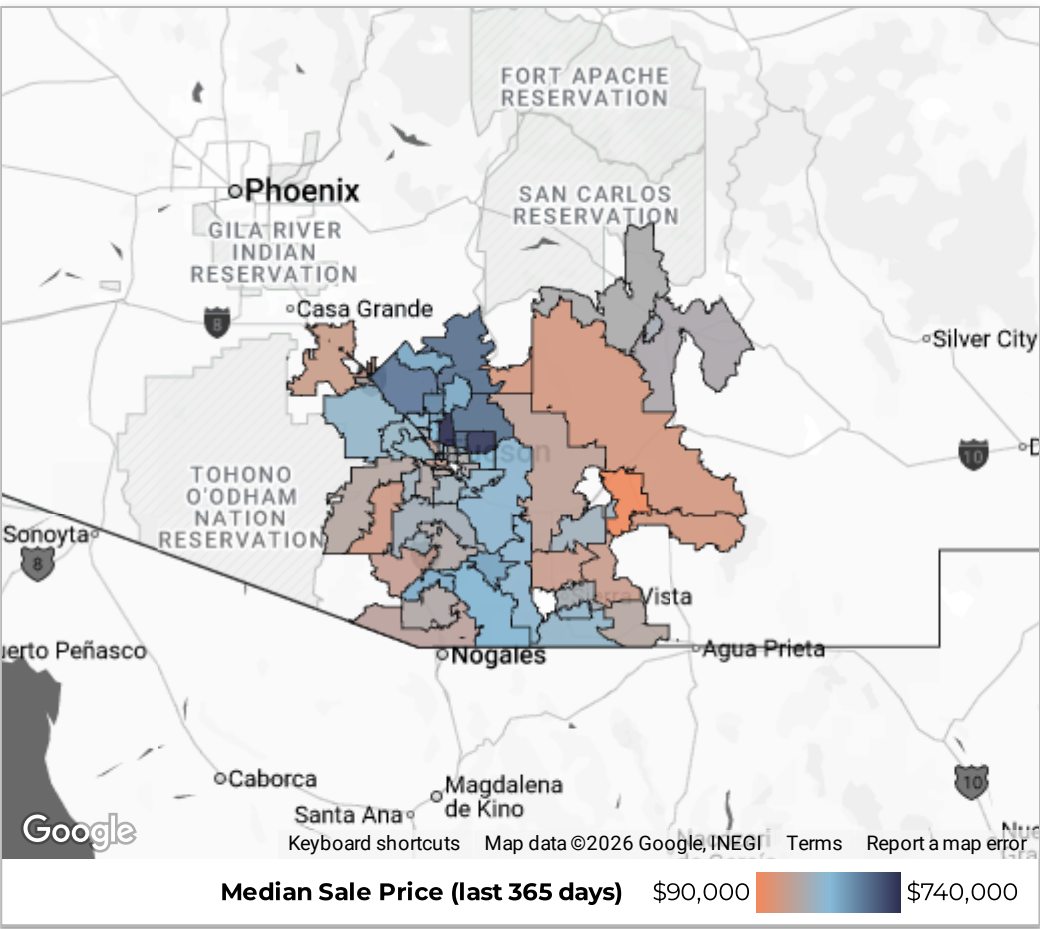 FORT APACHE
RESERVATION
Phoenix
SAN CARLOS
RESERVATION
GILA RIVER
INDIAN
RESERVATION
Casa Grande
8
Silver City
10
TOHONO
O'ODHAM
NATION
RESERVATION
Sonoyta
8
Vista
Nogales
Agua Prieta
Caborca
Magdalena
de Kino
Santa Ana
10
Google
Keyboard shortcuts Map data ©2026 Google, INEGI Terms Report a map error
Median Sale Price (last 365 days) $90,000 $740,000